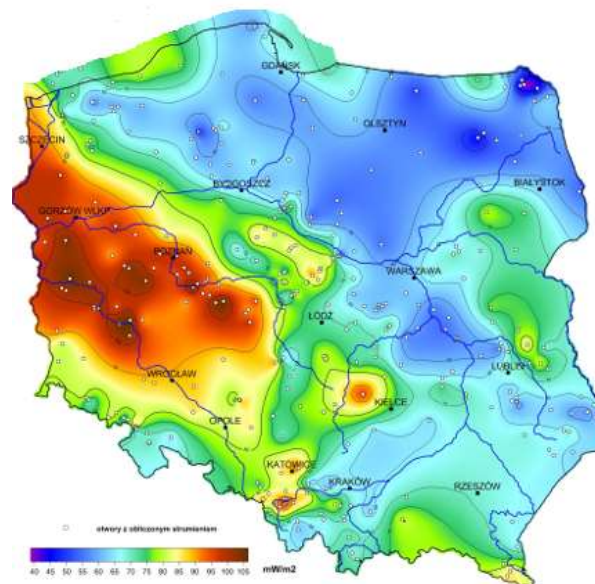 GDAŃSK
OLSZTYN
SZCZECIN
BYDGOSZCZ
BIAŁYSTOK
GORZÓW WLKP
POZNAŃ
WARSZAWA
ŁÓDŹ
LUBLIN
WROCŁAW
KIELCE
OPOLE
KATOWICE
KRAKÓW
RZESZÓW
otwory z obliczonym strumieniem
40 45 50 55 60 65 70 75 80 85 90 95 100 105 mW/m2